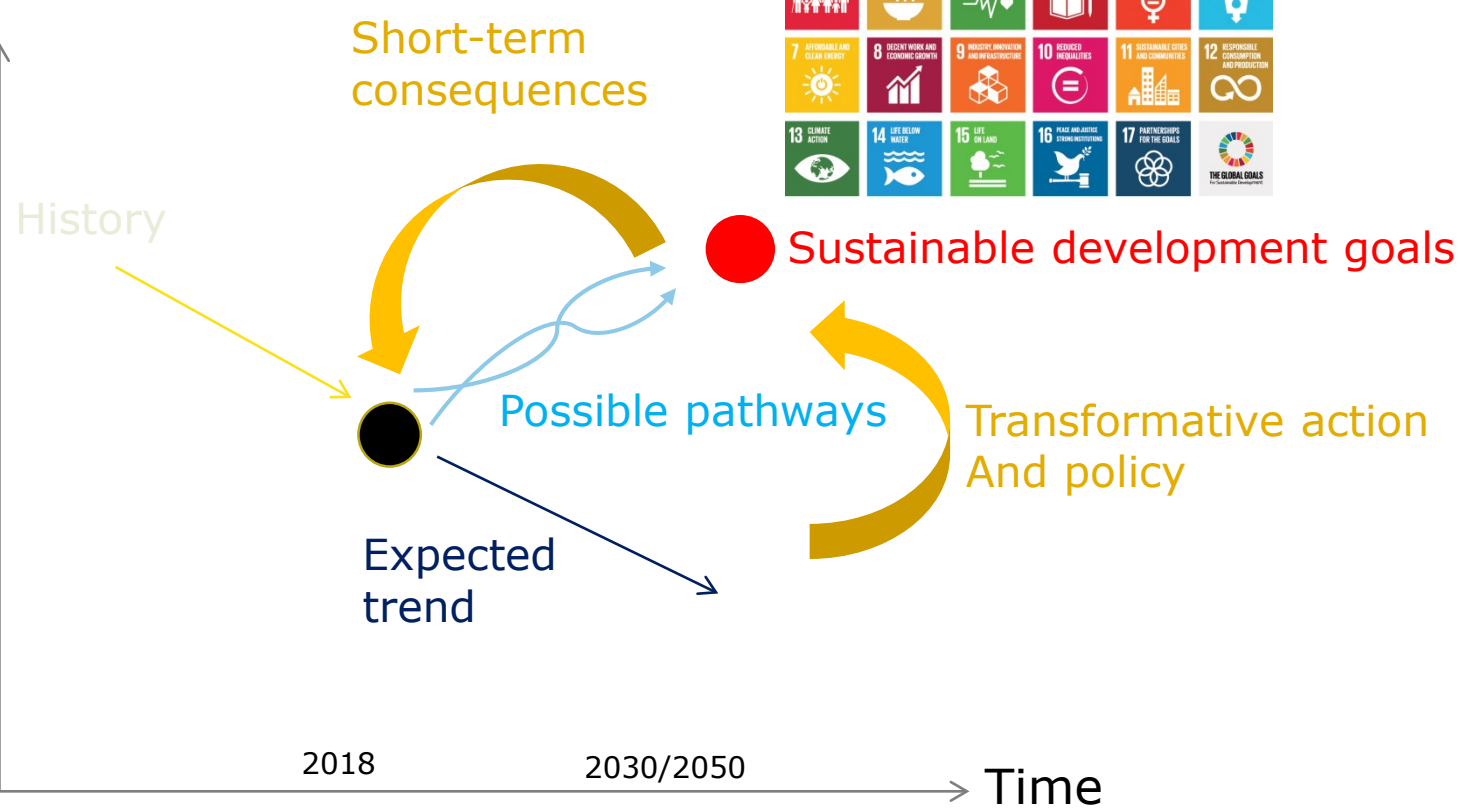 Short-term
consequences
7 AFFORDABLE AND
CLEAN ENERGY
8 DECENT WORK AND
ECONOMIC GROWTH
9 INDUSTRY, INNOVATION
AND INFRASTRUCTURE
10 REDUCED
INEQUALITIES
11 SUSTAINABLE CITIES
AND COMMUNITIES
12 RESPONSIBLE
CONSUMPTION
AND PRODUCTION
13 CLIMATE
ACTION
14 LIFE BELOW
WATER
15 LIFE
ON LAND
16 PEACE AND JUSTICE
STRONG INSTITUTIONS
17 PARTNERSHIPS
FOR THE GOALS
THE GLOBAL GOALS
For Sustainable Development
History
Sustainable development goals
Possible pathways
Transformative action
And policy
Expected
trend
2018
2030/2050
Time